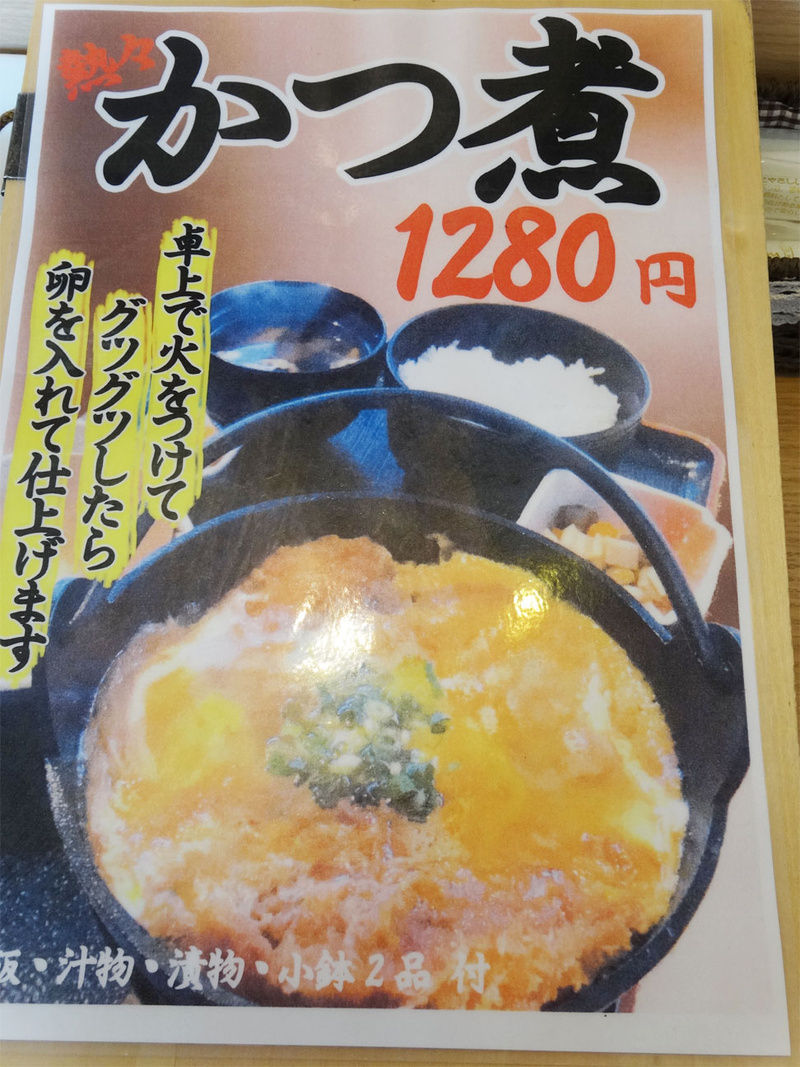 熱々
かつ煮
1280円
卓上で火をつけて
グツグツしたら
卵を入れて仕上げます
飯・汁物・漬物・小鉢2品 付